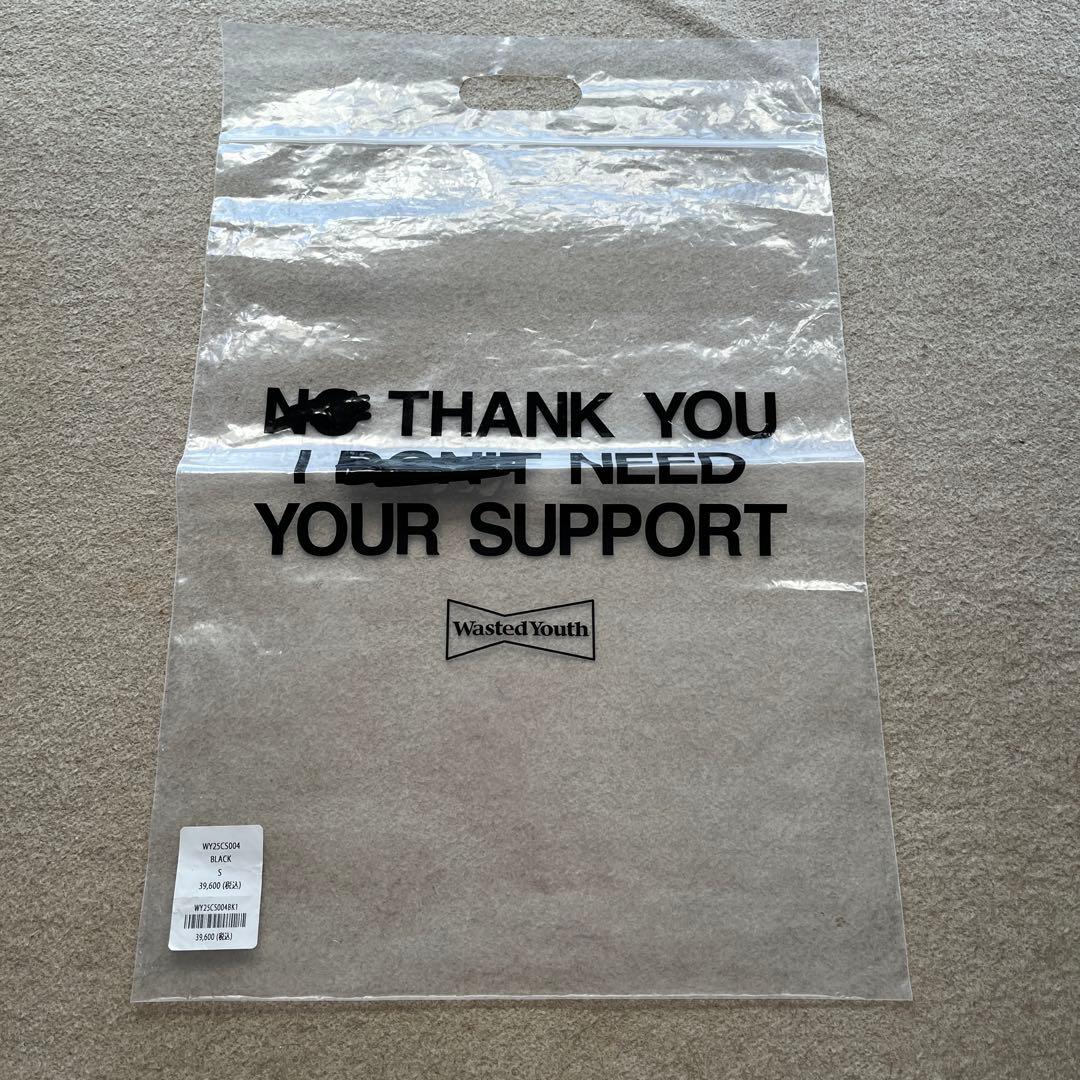 NO THANK YOU
I DON'T NEED
YOUR SUPPORT
Wasted Youth
WY25CS004
BLACK
S
39,600 (税込)
WY25CS004BK1
39,600 (税込)